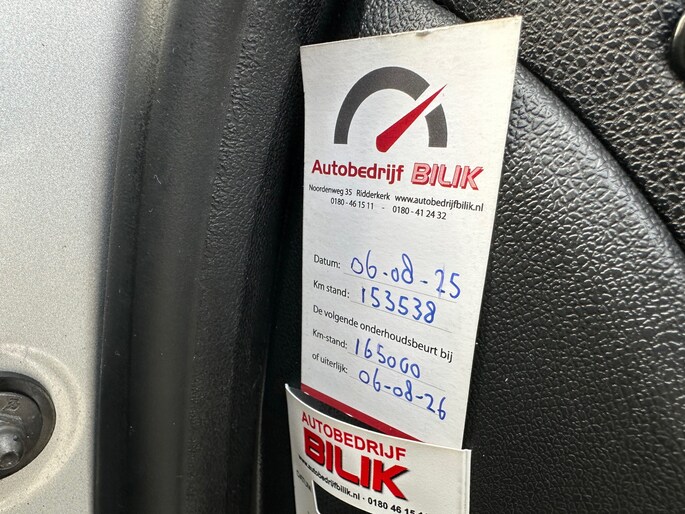 Autobedrijf BILIK
Noordenweg 35 Ridderkerk www.autobedrijfbilik.nl
0180 - 46 15 11 - 0180 - 41 24 32
Datum: 06-08-25
Km stand: 153538
De volgende onderhoudsbeurt bij
Km-stand: 165000
of uiterlijk: 06-08-26
AUTOBEDRIJF
BILIK
www.autobedrijfbilik.nl - 0180 46 15 1